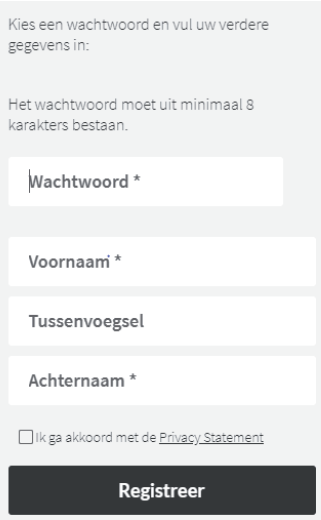 Kies een wachtwoord en vul uw verdere
gegevens in:
Het wachtwoord moet uit minimaal 8
karakters bestaan.
Wachtwoord *
Voornaam *
Tussenvoegsel
Achternaam *
Ik ga akkoord met de Privacy Statement
Registreer